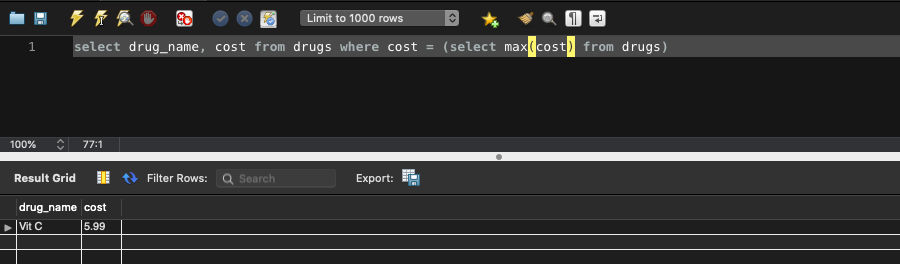 Limit to 1000 rows
1 select drug_name, cost from drugs where cost = (select max(cost) from drugs)
100% 77:1
Result Grid Filter Rows: Search Export:
drug_name cost
Vit C 5.99